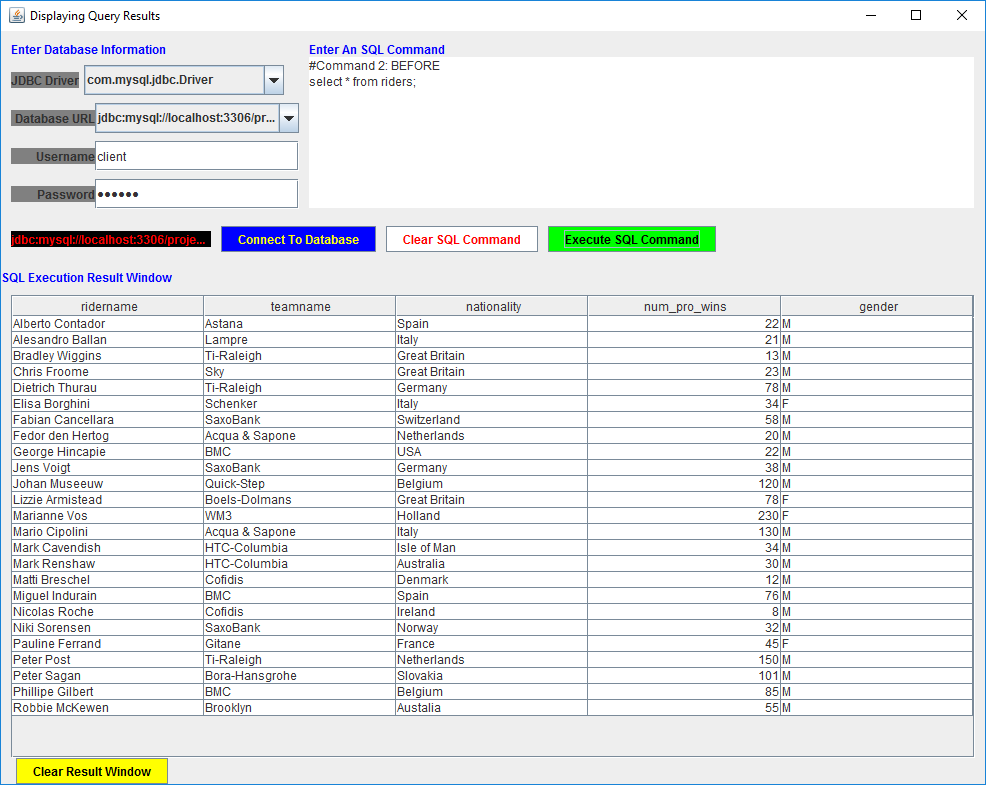 Displaying Query Results
Enter Database Information
JDBC Driver com.mysql.jdbc.Driver
Database URL jdbc:mysql://localhost:3306/pr...
Username client
Password ●●●●●●
Enter An SQL Command
#Command 2: BEFORE
select * from riders;
jdbc:mysql://localhost:3306/proje... Connect To Database Clear SQL Command Execute SQL Command
SQL Execution Result Window
ridername teamname nationality num_pro_wins gender
Alberto Contador Astana Spain 22 M
Alesandro Ballan Lampre Italy 21 M
Bradley Wiggins Ti-Raleigh Great Britain 13 M
Chris Froome Sky Great Britain 23 M
Dietrich Thurau Ti-Raleigh Germany 78 M
Elisa Borghini Schenker Italy 34 F
Fabian Cancellara SaxoBank Switzerland 58 M
Fedor den Hertog Acqua & Sapone Netherlands 20 M
George Hincapie BMC USA 22 M
Jens Voigt SaxoBank Germany 38 M
Johan Museeuw Quick-Step Belgium 120 M
Lizzie Armistead Boels-Dolmans Great Britain 78 F
Marianne Vos WM3 Holland 230 F
Mario Cipolini Acqua & Sapone Italy 130 M
Mark Cavendish HTC-Columbia Isle of Man 34 M
Mark Renshaw HTC-Columbia Australia 30 M
Matti Breschel Cofidis Denmark 12 M
Miguel Indurain BMC Spain 76 M
Nicolas Roche Cofidis Ireland 8 M
Niki Sorensen SaxoBank Norway 32 M
Pauline Ferrand Gitane France 45 F
Peter Post Ti-Raleigh Netherlands 150 M
Peter Sagan Bora-Hansgrohe Slovakia 101 M
Phillipe Gilbert BMC Belgium 85 M
Robbie McKewen Brooklyn Austalia 55 M
Clear Result Window